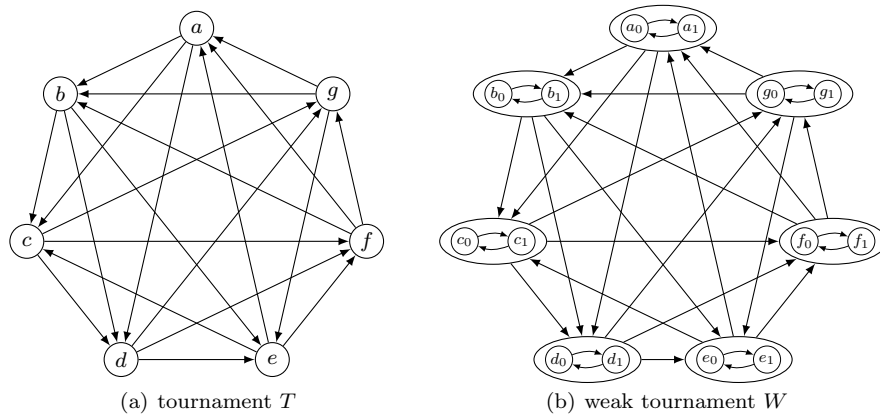 a
a₀ a₁
b
g
b₀ b₁
g₀ g₁
c
f
c₀ c₁
f₀ f₁
d
e
d₀ d₁
e₀ e₁
(a) tournament T
(b) weak tournament W